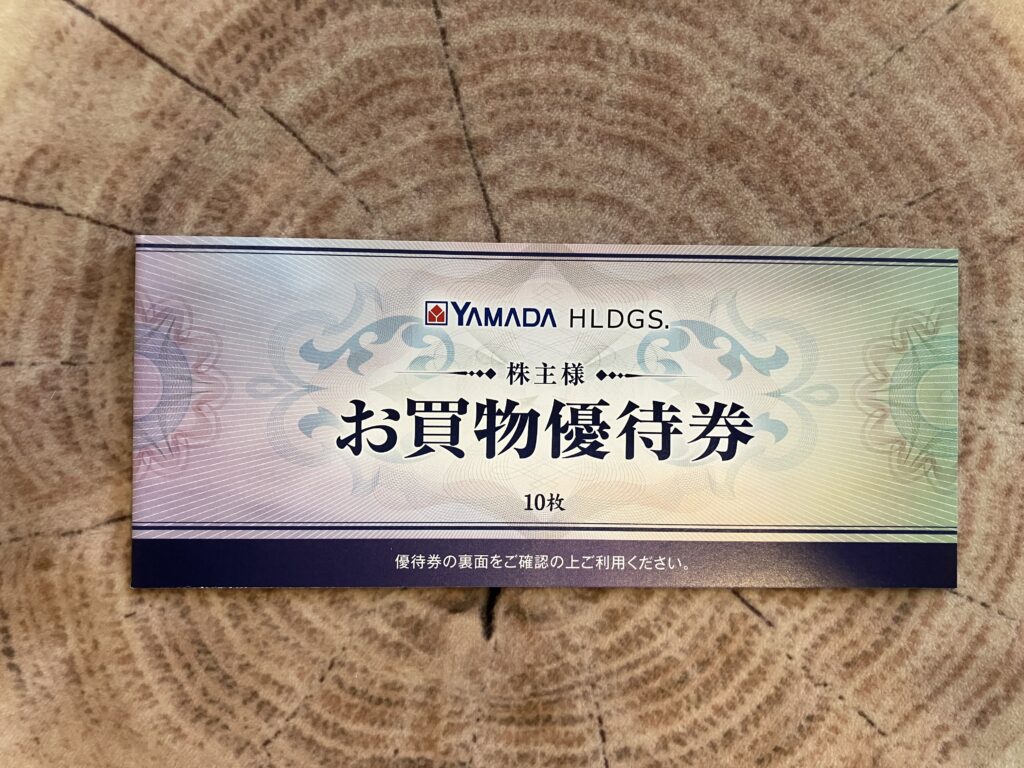 YAMADA HLDGS.
株主様
お買物優待券
10枚
優待券の裏面をご確認の上ご利用ください。